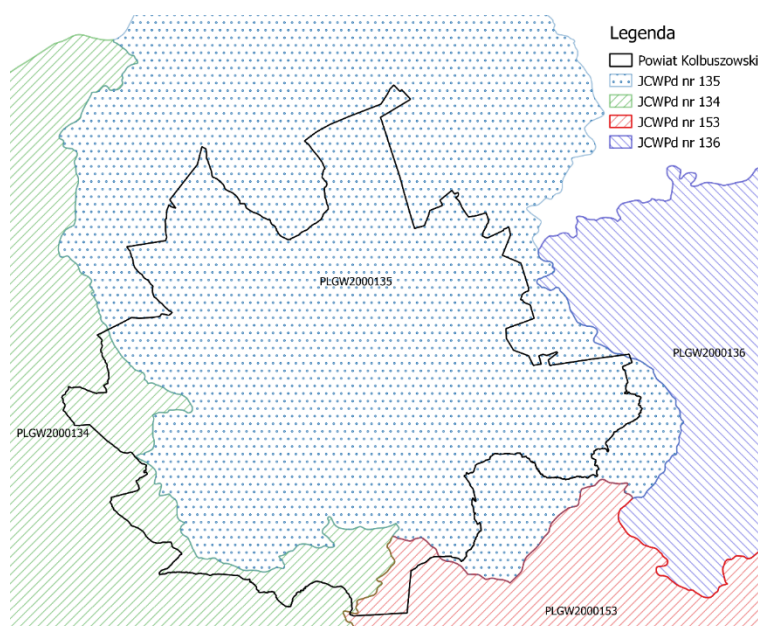 Legenda
Powiat Kolbuszowski
JCWPd nr 135
JCWPd nr 134
JCWPd nr 153
JCWPd nr 136
PLGW2000135
PLGW2000136
PLGW2000134
PLGW2000153